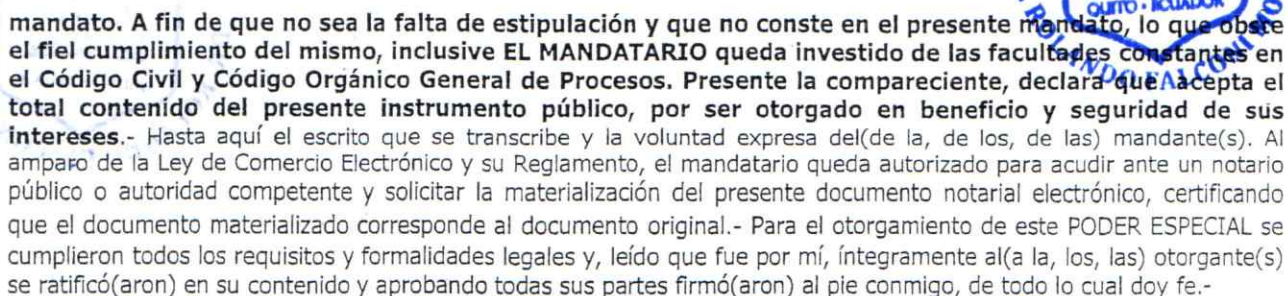 QUITO - ECUADOR
mandato. A fin de que no sea la falta de estipulación y que no conste en el presente mandato, lo que obste
el fiel cumplimiento del mismo, inclusive EL MANDATARIO queda investido de las facultades constantes en
el Código Civil y Código Orgánico General de Procesos. Presente la compareciente, declara que acepta el
total contenido del presente instrumento público, por ser otorgado en beneficio y seguridad de sus
intereses.- Hasta aquí el escrito que se transcribe y la voluntad expresa del(de la, de los, de las) mandante(s). Al
amparo de la Ley de Comercio Electrónico y su Reglamento, el mandatario queda autorizado para acudir ante un notario
público o autoridad competente y solicitar la materialización del presente documento notarial electrónico, certificando
que el documento materializado corresponde al documento original.- Para el otorgamiento de este PODER ESPECIAL se
cumplieron todos los requisitos y formalidades legales y, leído que fue por mí, íntegramente al(a la, los, las) otorgante(s)
se ratificó(aron) en su contenido y aprobando todas sus partes firmó(aron) al pie conmigo, de todo lo cual doy fe.-